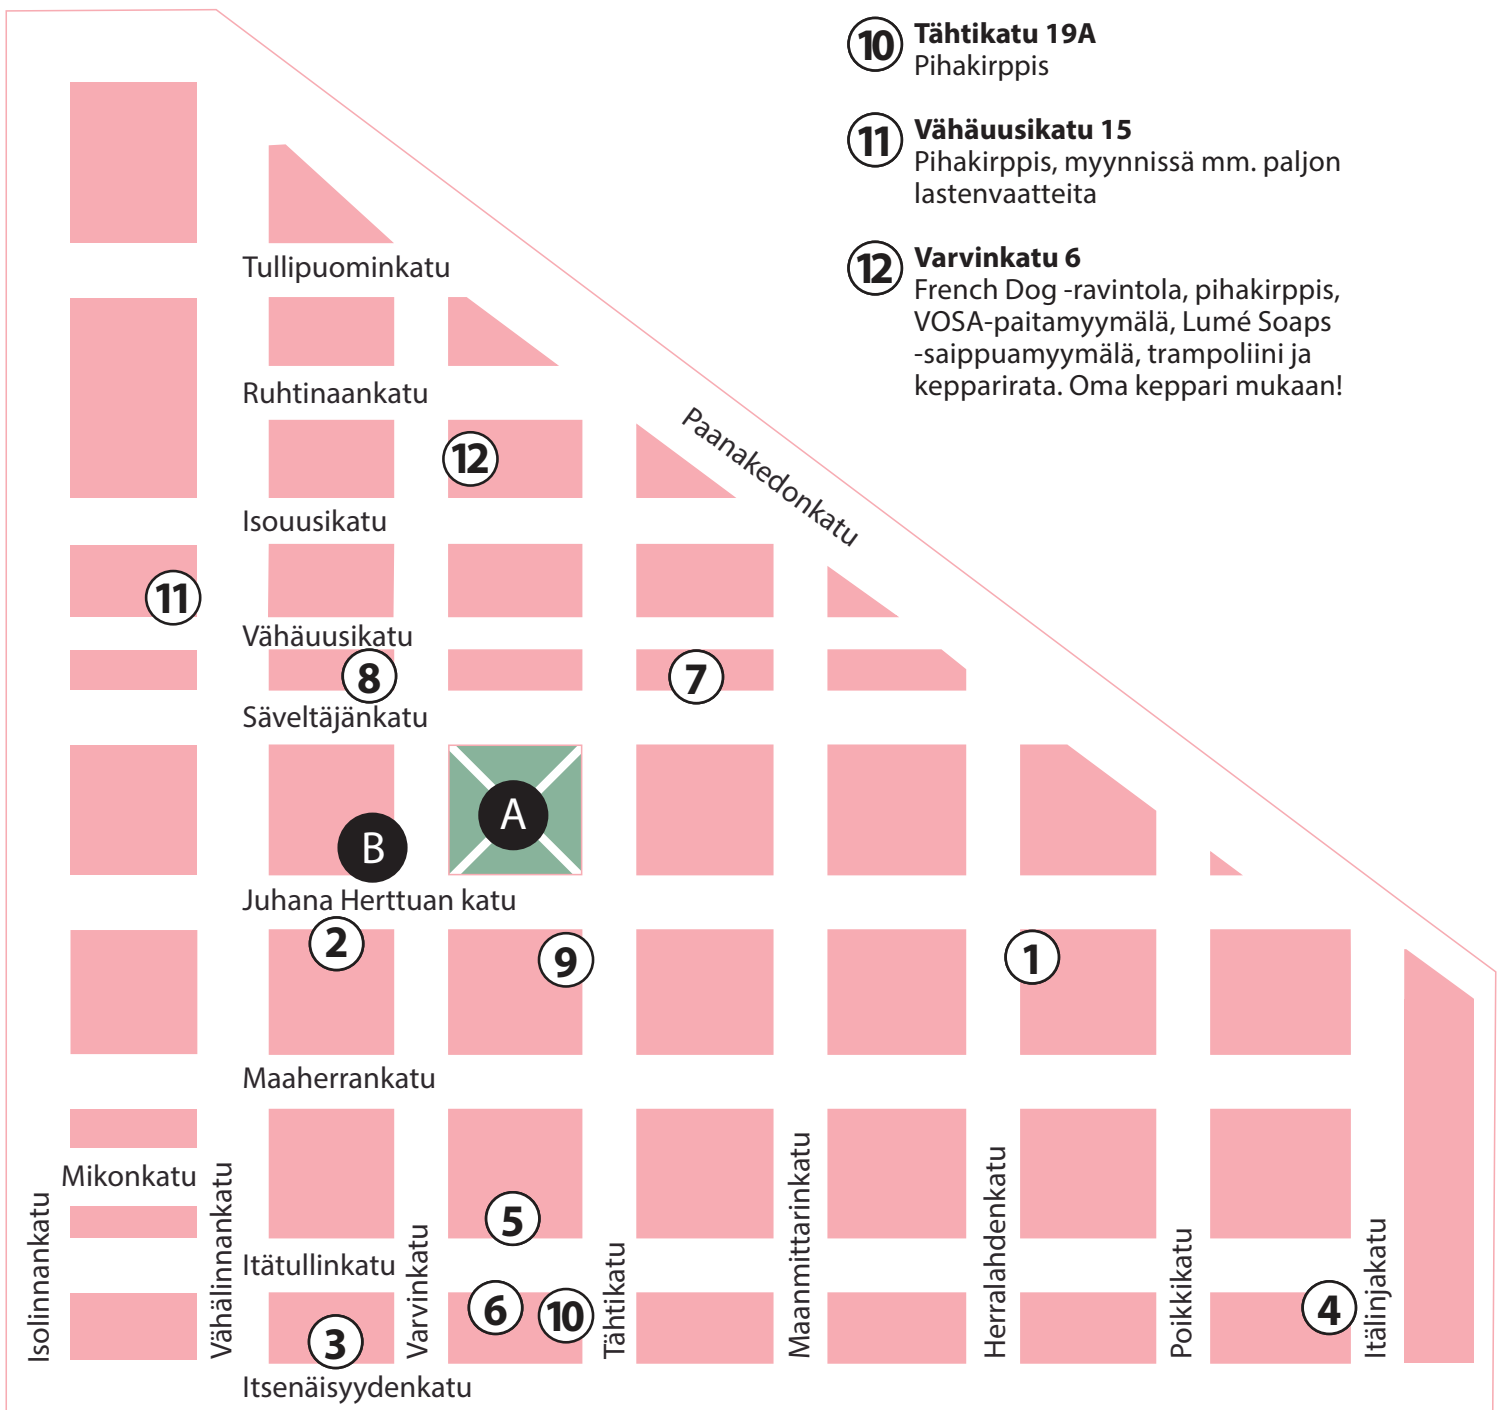 10
Tähtikatu 19A
Pihakirppis
11
Vähäuusikatu 15
Pihakirppis, myynnissä mm. paljon
lastenvaatteita
12
Varvinkatu 6
French Dog -ravintola, pihakirppis,
VOSA-paitamyymälä, Lumé Soaps
-saippuamyymälä, trampoliini ja
kepparirata. Oma keppari mukaan!
Tullipuominkatu
Ruhtinaankatu
Paanakedonkatu
12
Isouusikatu
11
Vähäuusikatu
8
7
Säveltäjänkatu
A
B
Juhana Herttuan katu
2
9
1
Maaherrankatu
Mikonkatu
5
Itätullinkatu
6
10
4
3
Isolinnankatu
Vähälinnankatu
Varvinkatu
Tähtikatu
Maanmittarinkatu
Herralahdenkatu
Poikkikatu
Itälinjakatu
Itsenäisyydenkatu